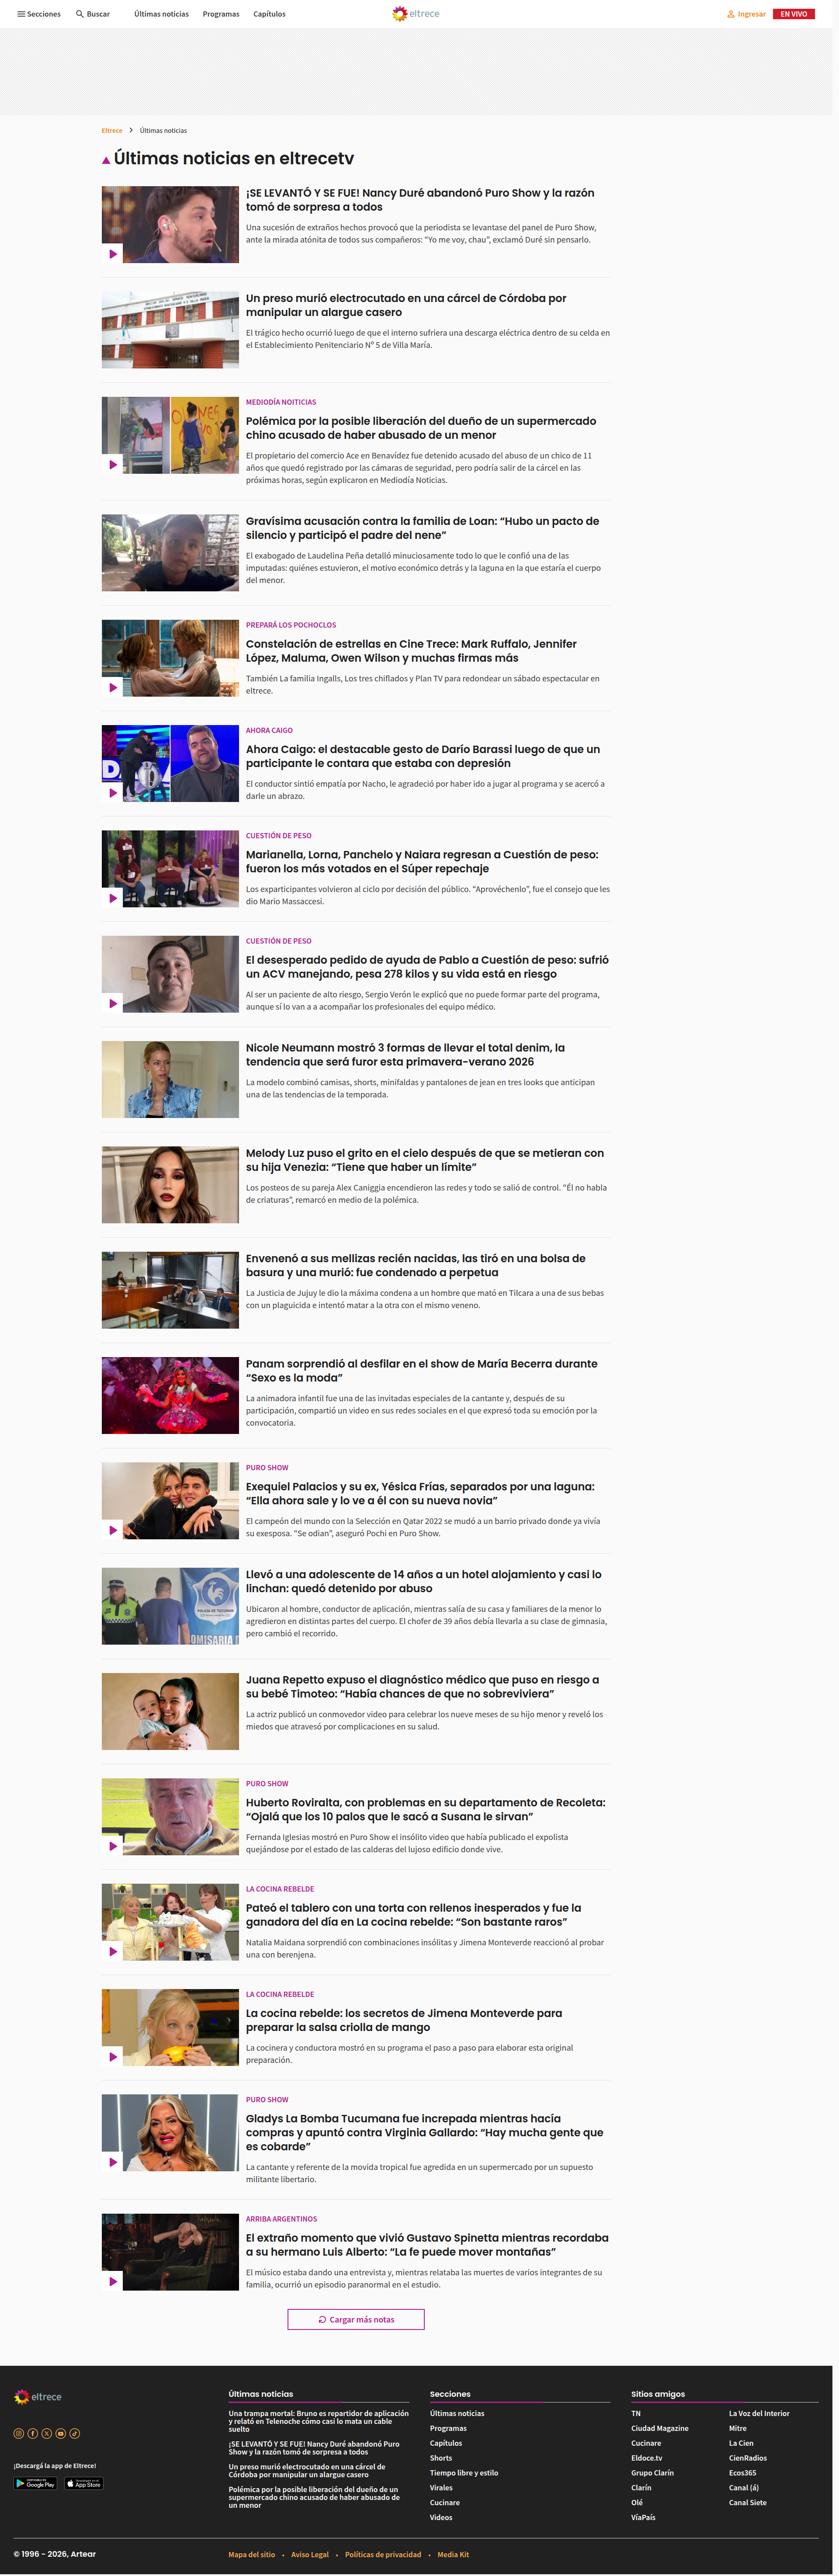 Secciones
Buscar
Últimas noticias
Programas
Capítulos
eltrece
Ingresar
EN VIVO
Eltrece
Últimas noticias
Últimas noticias en eltrecetv
¡SE LEVANTÓ Y SE FUE! Nancy Duré abandonó Puro Show y la razón
tomó de sorpresa a todos
Una sucesión de extraños hechos provocó que la periodista se levantase del panel de Puro Show,
ante la mirada atónita de todos sus compañeros: “Yo me voy, chau”, exclamó Duré sin pensarlo.
Un preso murió electrocutado en una cárcel de Córdoba por
manipular un alargue casero
El trágico hecho ocurrió luego de que el interno sufriera una descarga eléctrica dentro de su celda en
el Establecimiento Penitenciario N° 5 de Villa María.
MEDIODÍA NOITICIAS
Polémica por la posible liberación del dueño de un supermercado
chino acusado de haber abusado de un menor
El propietario del comercio Ace en Benavídez fue detenido acusado del abuso de un chico de 11
años que quedó registrado por las cámaras de seguridad, pero podría salir de la cárcel en las
próximas horas, según explicaron en Mediodía Noticias.
Gravísima acusación contra la familia de Loan: “Hubo un pacto de
silencio y participó el padre del nene”
El exabogado de Laudelina Peña detalló minuciosamente todo lo que le confió una de las
imputadas: quiénes estuvieron, el motivo económico detrás y la laguna en la que estaría el cuerpo
del menor.
PREPARÁ LOS POCHOCLOS
Constelación de estrellas en Cine Trece: Mark Ruffalo, Jennifer
López, Maluma, Owen Wilson y muchas firmas más
También La familia Ingalls, Los tres chiflados y Plan TV para redondear un sábado espectacular en
eltrece.
AHORA CAIGO
Ahora Caigo: el destacable gesto de Darío Barassi luego de que un
participante le contara que estaba con depresión
El conductor sintió empatía por Nacho, le agradeció por haber ido a jugar al programa y se acercó a
darle un abrazo.
CUESTIÓN DE PESO
Marianella, Lorna, Panchelo y Naiara regresan a Cuestión de peso:
fueron los más votados en el Súper repechaje
Los exparticipantes volvieron al ciclo por decisión del público. “Aprovéchenlo”, fue el consejo que les
dio Mario Massaccesi.
CUESTIÓN DE PESO
El desesperado pedido de ayuda de Pablo a Cuestión de peso: sufrió
un ACV manejando, pesa 278 kilos y su vida está en riesgo
Al ser un paciente de alto riesgo, Sergio Verón le explicó que no puede formar parte del programa,
aunque sí lo van a a acompañar los profesionales del equipo médico.
Nicole Neumann mostró 3 formas de llevar el total denim, la
tendencia que será furor esta primavera-verano 2026
La modelo combinó camisas, shorts, minifaldas y pantalones de jean en tres looks que anticipan
una de las tendencias de la temporada.
Melody Luz puso el grito en el cielo después de que se metieran con
su hija Venezia: “Tiene que haber un límite”
Los posteos de su pareja Alex Caniggia encendieron las redes y todo se salió de control. “Él no habla
de criaturas”, remarcó en medio de la polémica.
Envenenó a sus mellizas recién nacidas, las tiró en una bolsa de
basura y una murió: fue condenado a perpetua
La Justicia de Jujuy le dio la máxima condena a un hombre que mató en Tilcara a una de sus bebas
con un plaguicida e intentó matar a la otra con el mismo veneno.
Panam sorprendió al desfilar en el show de María Becerra durante
“Sexo es la moda”
La animadora infantil fue una de las invitadas especiales de la cantante y, después de su
participación, compartió un video en sus redes sociales en el que expresó toda su emoción por la
convocatoria.
PURO SHOW
Exequiel Palacios y su ex, Yésica Frías, separados por una laguna:
“Ella ahora sale y lo ve a él con su nueva novia”
El campeón del mundo con la Selección en Qatar 2022 se mudó a un barrio privado donde ya vivía
su exesposa. “Se odian”, aseguró Pochi en Puro Show.
Llevó a una adolescente de 14 años a un hotel alojamiento y casi lo
linchan: quedó detenido por abuso
Ubicaron al hombre, conductor de aplicación, mientras salía de su casa y familiares de la menor lo
agredieron en distintas partes del cuerpo. El chofer de 39 años debía llevarla a su clase de gimnasia,
pero cambió el recorrido.
Juana Repetto expuso el diagnóstico médico que puso en riesgo a
su bebé Timoteo: “Había chances de que no sobreviviera”
La actriz publicó un conmovedor video para celebrar los nueve meses de su hijo menor y reveló los
miedos que atravesó por complicaciones en su salud.
PURO SHOW
Huberto Roviralta, con problemas en su departamento de Recoleta:
“Ojalá que los 10 palos que le sacó a Susana le sirvan”
Fernanda Iglesias mostró en Puro Show el insólito video que había publicado el expolista
quejándose por el estado de las calderas del lujoso edificio donde vive.
LA COCINA REBELDE
Pateó el tablero con una torta con rellenos inesperados y fue la
ganadora del día en La cocina rebelde: “Son bastante raros”
Natalia Maidana sorprendió con combinaciones insólitas y Jimena Monteverde reaccionó al probar
una con berenjena.
LA COCINA REBELDE
La cocina rebelde: los secretos de Jimena Monteverde para
preparar la salsa criolla de mango
La cocinera y conductora mostró en su programa el paso a paso para elaborar esta original
preparación.
PURO SHOW
Gladys La Bomba Tucumana fue increpada mientras hacía
compras y apuntó contra Virginia Gallardo: “Hay mucha gente que
es cobarde”
La cantante y referente de la movida tropical fue agredida en un supermercado por un supuesto
militante libertario.
ARRIBA ARGENTINOS
El extraño momento que vivió Gustavo Spinetta mientras recordaba
a su hermano Luis Alberto: “La fe puede mover montañas”
El músico estaba dando una entrevista y, mientras relataba las muertes de varios integrantes de su
familia, ocurrió un episodio paranormal en el estudio.
Cargar más notas
eltrece
¡Descargá la app de Eltrece!
Google Play
App Store
Últimas noticias
Una trampa mortal: Bruno es repartidor de aplicación
y relató en Telenoche cómo casi lo mata un cable
suelto
¡SE LEVANTÓ Y SE FUE! Nancy Duré abandonó Puro
Show y la razón tomó de sorpresa a todos
Un preso murió electrocutado en una cárcel de
Córdoba por manipular un alargue casero
Polémica por la posible liberación del dueño de un
supermercado chino acusado de haber abusado de
un menor
Secciones
Últimas noticias
Programas
Capítulos
Shorts
Tiempo libre y estilo
Virales
Cucinare
Videos
Sitios amigos
TN
Ciudad Magazine
Cucinare
Eldoce.tv
Grupo Clarín
Clarín
Olé
VíaPaís
La Voz del Interior
Mitre
La Cien
CienRadios
Ecos365
Canal (á)
Canal Siete
© 1996 - 2026, Artear
Mapa del sitio • Aviso Legal • Políticas de privacidad • Media Kit